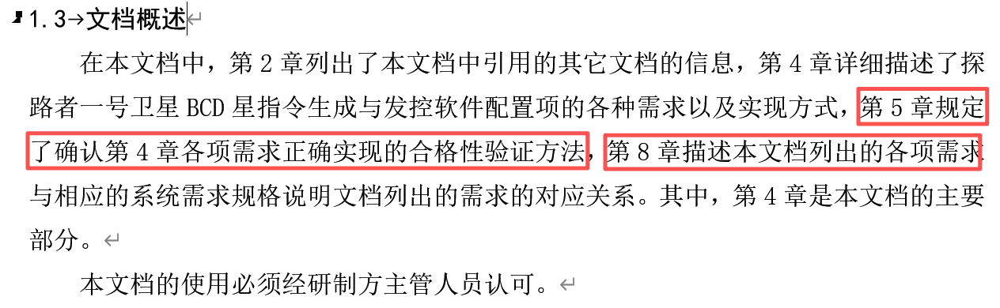 1.3→文档概述↵
在本文档中，第 2 章列出了本文档中引用的其它文档的信息，第 4 章详细描述了探
路者一号卫星 BCD 星指令生成与发控软件配置项的各种需求以及实现方式，第 5 章规定
了确认第 4 章各项需求正确实现的合格性验证方法，第 8 章描述本文档列出的各项需求
与相应的系统需求规格说明文档列出的需求的对应关系。其中，第 4 章是本文档的主要
部分。↵
本文档的使用必须经研制方主管人员认可。↵